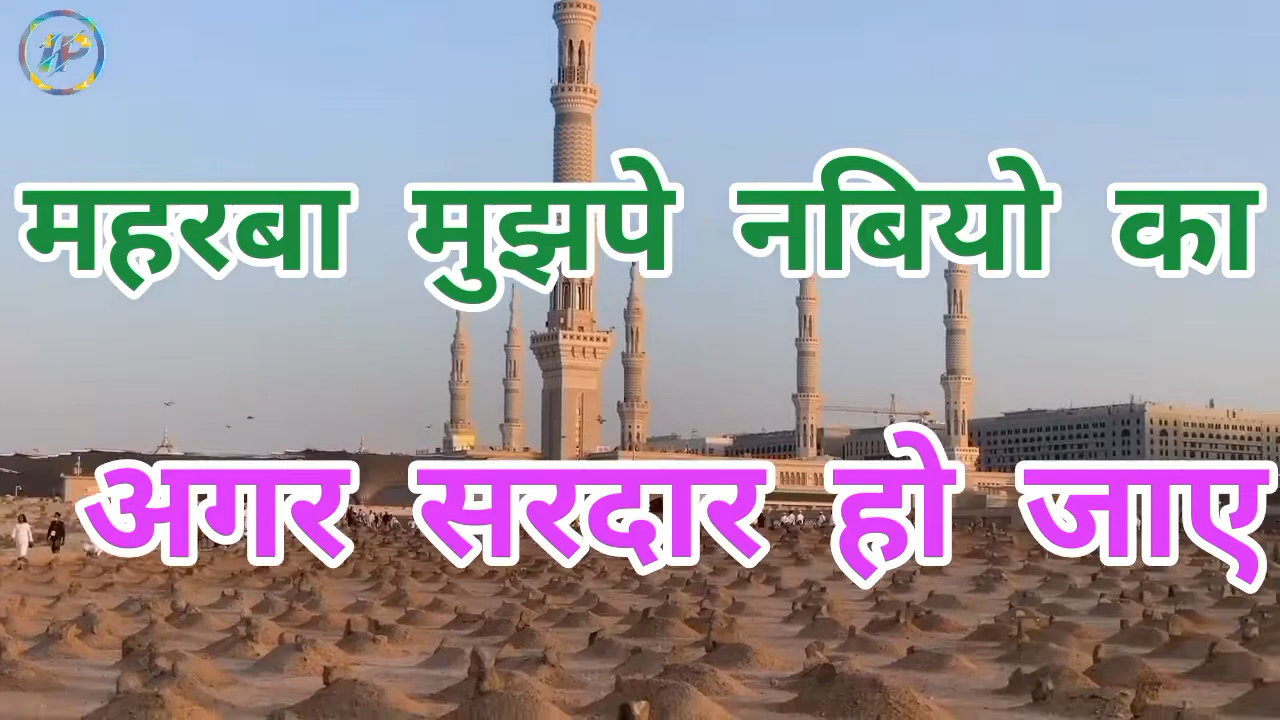 महरबा मुझपे नबियो का
अगर सरदार हो जाए